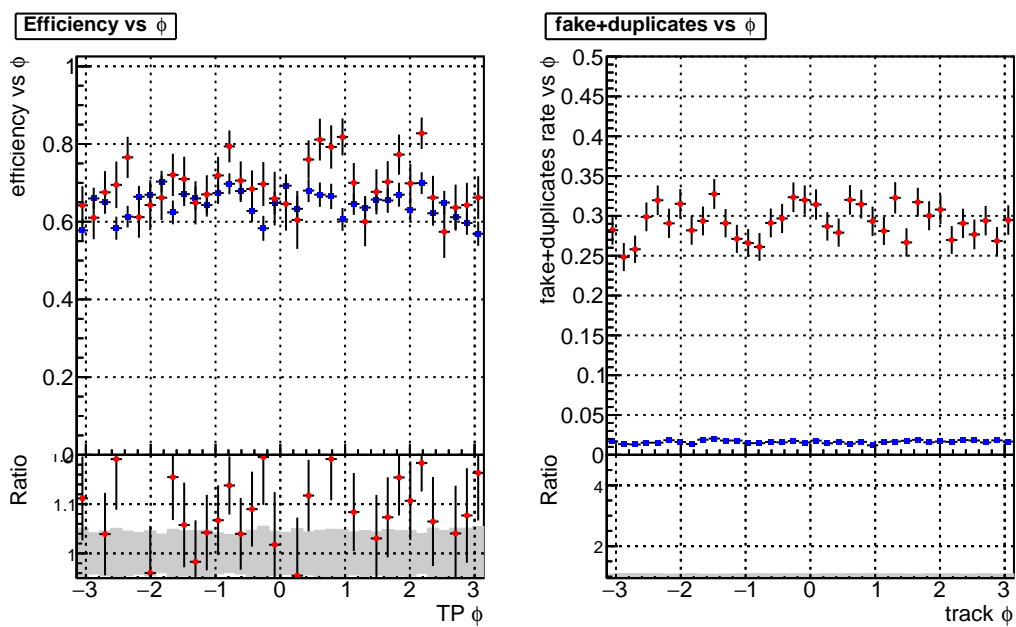 Efficiency vs ϕ
efficiency vs ϕ
1
0.8
0.6
0.4
0.2
0
Ratio
1.1
1
−3 −2 −1 0 1 2 3
TP ϕ
fake+duplicates vs ϕ
fake+duplicates rate vs ϕ
0.5
0.45
0.4
0.35
0.3
0.25
0.2
0.15
0.1
0.05
0
Ratio
4
2
−3 −2 −1 0 1 2 3
track ϕ